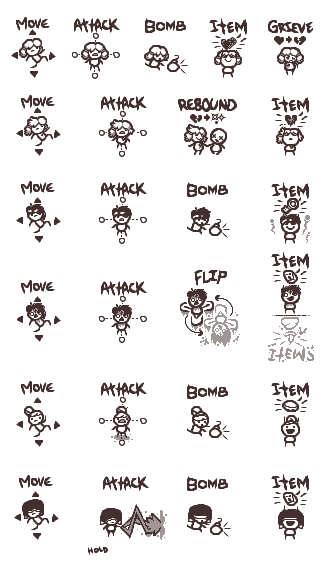 MOVE ATTACK BOMB ITEM GRIEVE
MOVE ATTACK REBOUND ITEM
MOVE ATTACK BOMB ITEM
MOVE ATTACK FLIP ITEM
ITEMS
MOVE ATTACK BOMB ITEM
MOVE ATTACK BOMB ITEM
HOLD